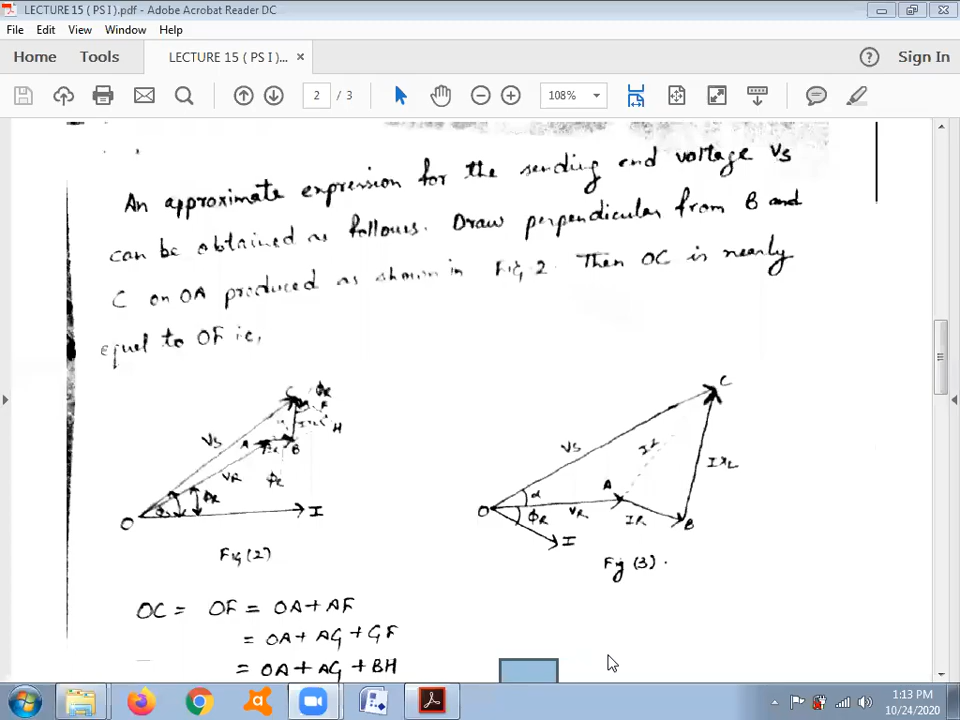 LECTURE 15 ( PS I ).pdf - Adobe Acrobat Reader DC
File Edit View Window Help
Home Tools LECTURE 15 ( PS I )... × Sign In
2 / 3 108%
An approximate expression for the sending end voltage Vs
can be obtained as follows. Draw perpendicular from B and
C on OA produced as shown in Fig 2. Then OC is nearly
equal to OF i.e,
C ΦR
F
H
VS A B
VR ΦR
O I
Fig (2)
C
VS IXL
A
α
O VR IR B
ΦR I
Fig (3).
OC = OF = OA + AF
= OA + AG + GF
= OA + AG + BH
1:13 PM
10/24/2020